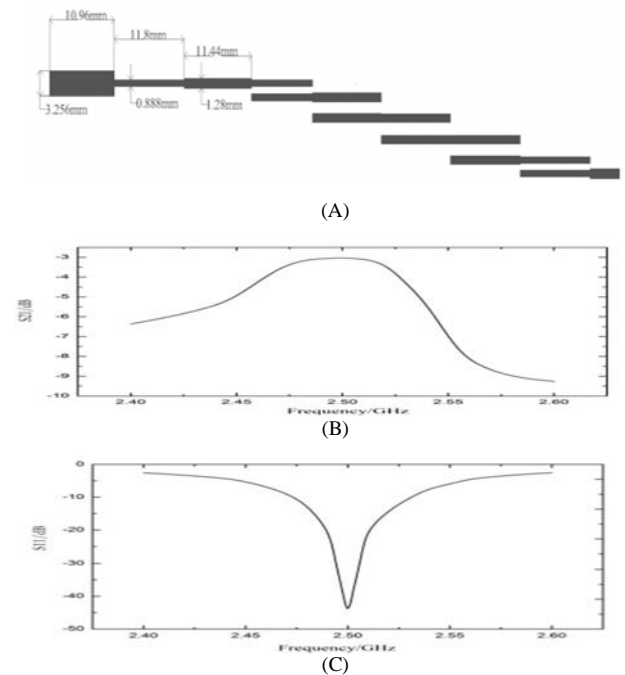 10.96mm
11.8mm
11.44mm
3.256mm
0.888mm
1.28mm
(A)
S21/dB
-3
-4
-5
-6
-7
-8
-9
-10
2.40 2.45 2.50 2.55 2.60
Frequency/GHz
(B)
S11/dB
0
-10
-20
-30
-40
-50
2.40 2.45 2.50 2.55 2.60
Frequency/GHz
(C)